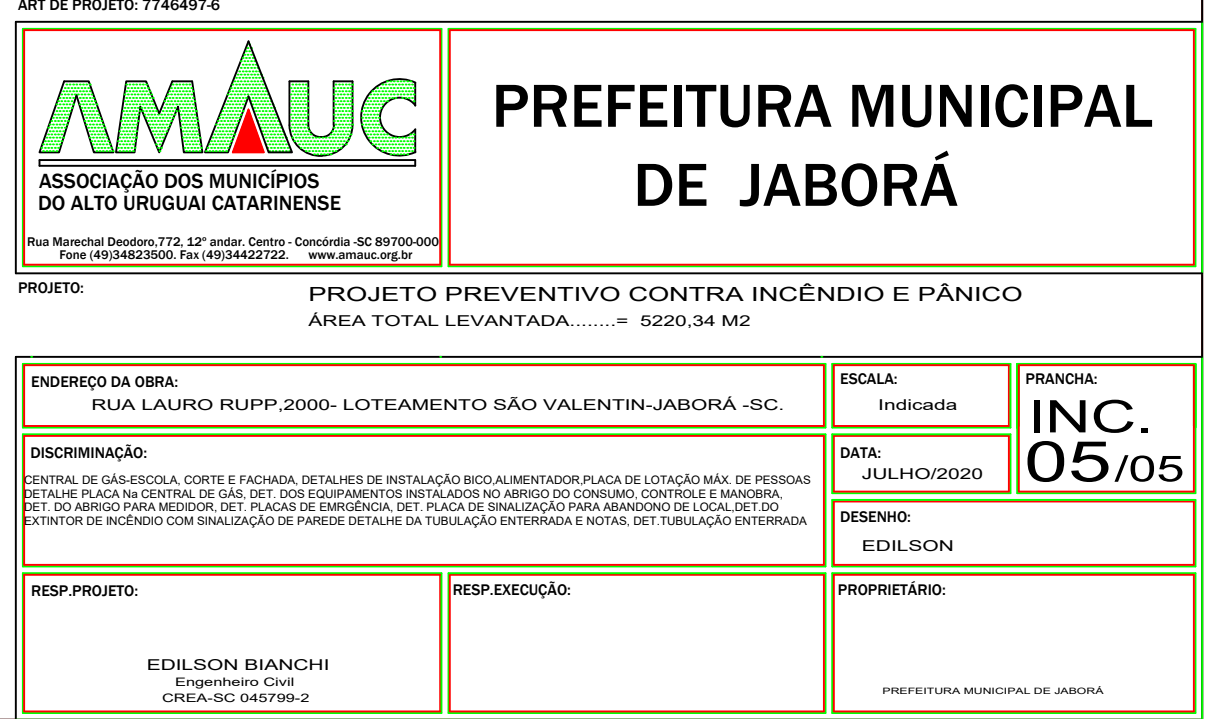 ART DE PROJETO: 7746497-6
AMAUC
ASSOCIAÇÃO DOS MUNICÍPIOS
DO ALTO URUGUAI CATARINENSE
Rua Marechal Deodoro,772, 12º andar. Centro - Concórdia -SC 89700-000
Fone (49)34823500. Fax (49)34422722. www.amauc.org.br
PREFEITURA MUNICIPAL
DE JABORÁ
PROJETO:
PROJETO PREVENTIVO CONTRA INCÊNDIO E PÂNICO
ÁREA TOTAL LEVANTADA........= 5220,34 M2
ENDEREÇO DA OBRA:
RUA LAURO RUPP,2000- LOTEAMENTO SÃO VALENTIN-JABORÁ -SC.
ESCALA:
Indicada
PRANCHA:
INC.
05/05
DISCRIMINAÇÃO:
CENTRAL DE GÁS-ESCOLA, CORTE E FACHADA, DETALHES DE INSTALAÇÃO BICO,ALIMENTADOR,PLACA DE LOTAÇÃO MÁX. DE PESSOAS
DETALHE PLACA Na CENTRAL DE GÁS, DET. DOS EQUIPAMENTOS INSTALADOS NO ABRIGO DO CONSUMO, CONTROLE E MANOBRA,
DET. DO ABRIGO PARA MEDIDOR, DET. PLACAS DE EMRGÊNCIA, DET. PLACA DE SINALIZAÇÃO PARA ABANDONO DE LOCAL,DET.DO
EXTINTOR DE INCÊNDIO COM SINALIZAÇÃO DE PAREDE DETALHE DA TUBULAÇÃO ENTERRADA E NOTAS, DET.TUBULAÇÃO ENTERRADA
DATA:
JULHO/2020
DESENHO:
EDILSON
RESP.PROJETO:
EDILSON BIANCHI
Engenheiro Civil
CREA-SC 045799-2
RESP.EXECUÇÃO:
PROPRIETÁRIO:
PREFEITURA MUNICIPAL DE JABORÁ